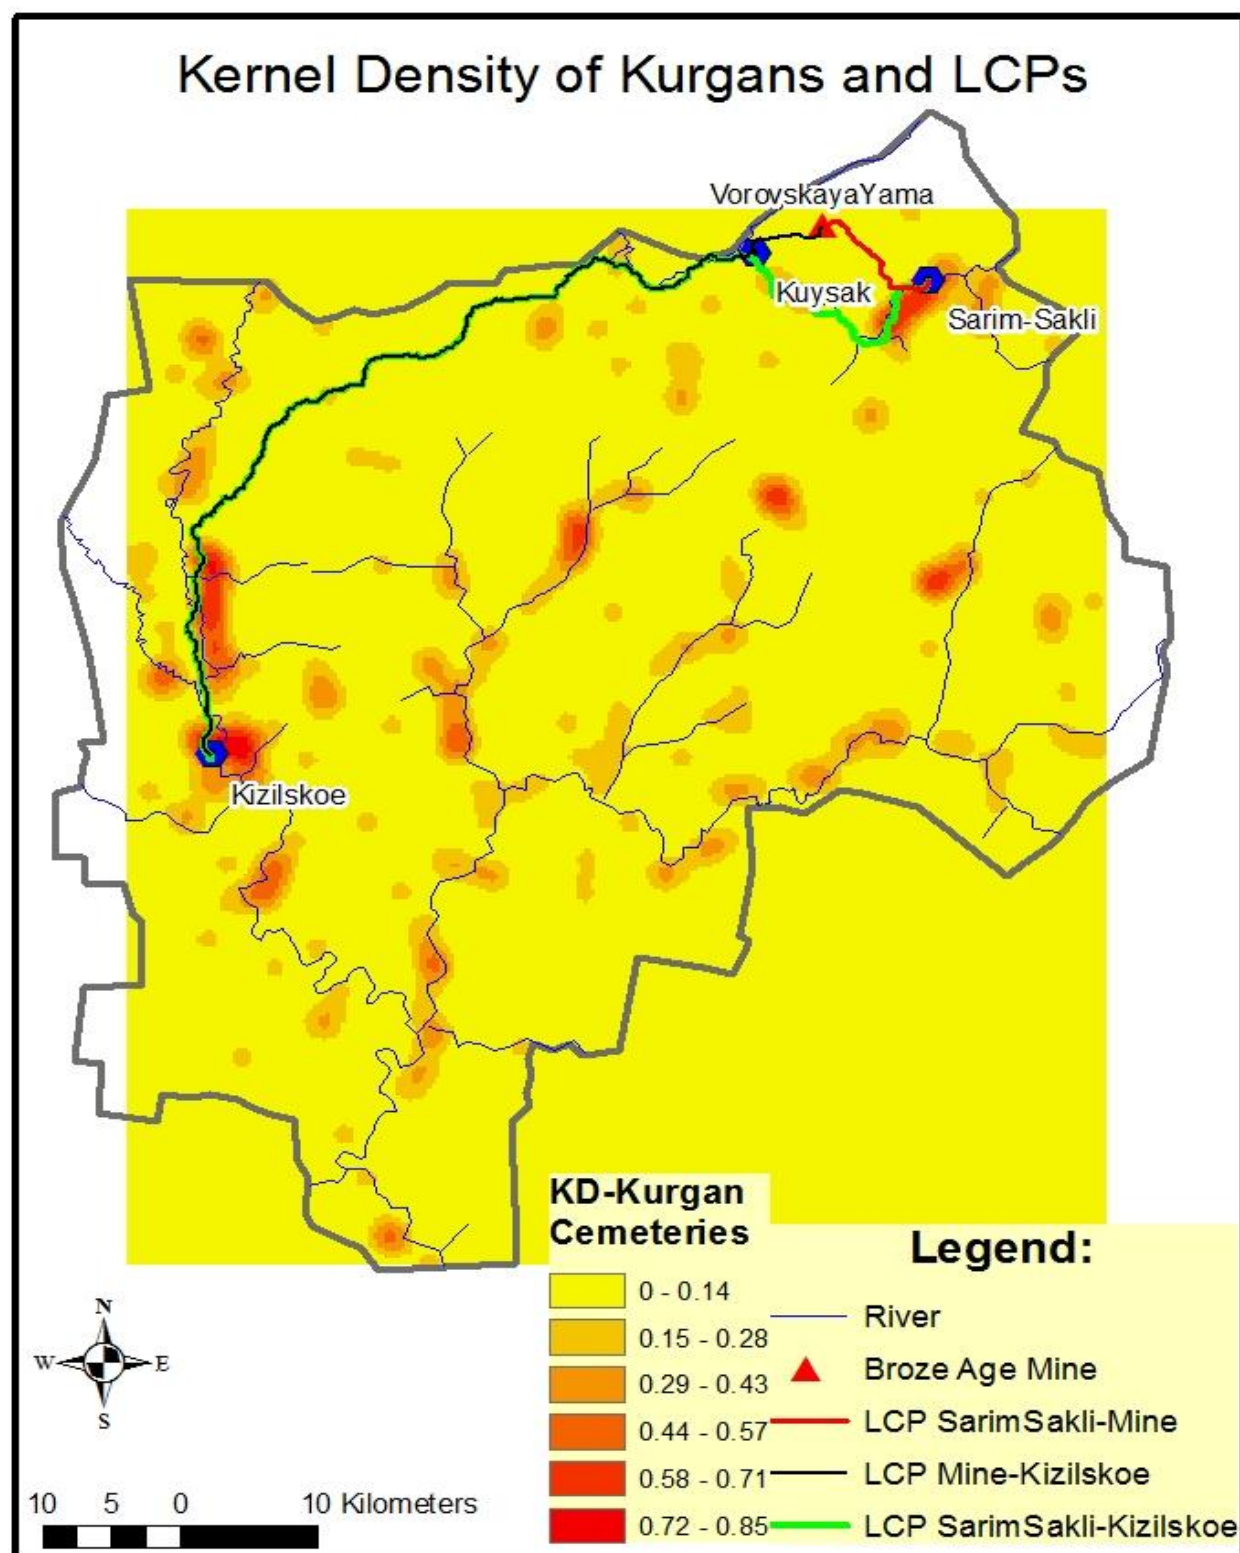 Kernel Density of Kurgans and LCPs
VorovskayaYama
Kuysak
Sarim-Sakli
Kizilskoe
KD-Kurgan
Cemeteries
0 - 0.14
0.15 - 0.28
0.29 - 0.43
0.44 - 0.57
0.58 - 0.71
0.72 - 0.85
Legend:
River
Broze Age Mine
LCP SarimSakli-Mine
LCP Mine-Kizilskoe
LCP SarimSakli-Kizilskoe
N
W E
S
10 5 0 10 Kilometers